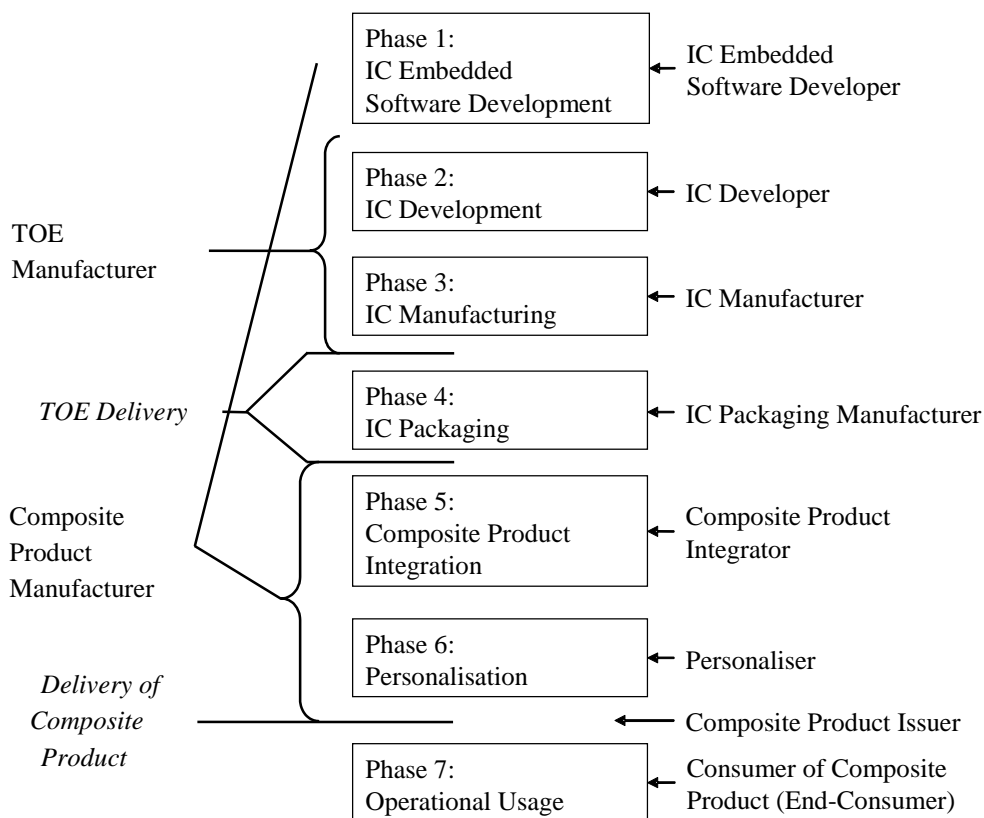 Phase 1:
IC Embedded
Software Development
IC Embedded
Software Developer
Phase 2:
IC Development
IC Developer
TOE
Manufacturer
Phase 3:
IC Manufacturing
IC Manufacturer
TOE Delivery
Phase 4:
IC Packaging
IC Packaging Manufacturer
Composite
Product
Manufacturer
Phase 5:
Composite Product
Integration
Composite Product
Integrator
Phase 6:
Personalisation
Personaliser
Delivery of
Composite
Product
Composite Product Issuer
Phase 7:
Operational Usage
Consumer of Composite
Product (End-Consumer)